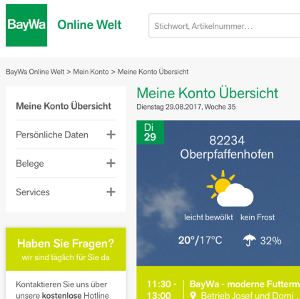 BayWa
Online Welt
Stichwort, Artikelnummer...
BayWa Online Welt > Mein Konto > Meine Konto Übersicht
Meine Konto Übersicht
Persönliche Daten +
Belege +
Services +
Haben Sie Fragen?
wir sind täglich für Sie da
Kontaktieren Sie uns über
unsere kostenlose Hotline
Meine Konto Übersicht
Dienstag 29.08.2017, Woche 35
Di
29
82234
Oberpfaffenhofen
leicht bewölkt kein Frost
20°/17°C 32%
11:30 - BayWa - moderne Futterm
13:00 Betrieb Josef und Domi